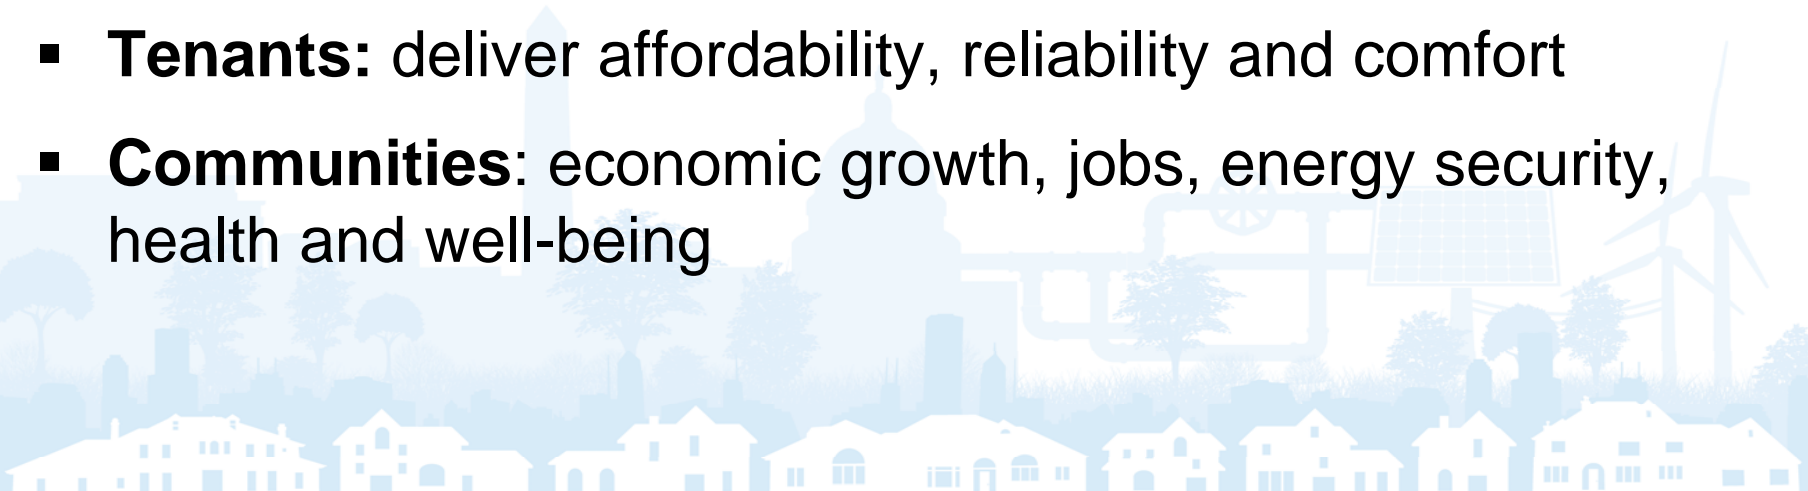 ▪ Tenants: deliver affordability, reliability and comfort
▪ Communities: economic growth, jobs, energy security,
health and well-being